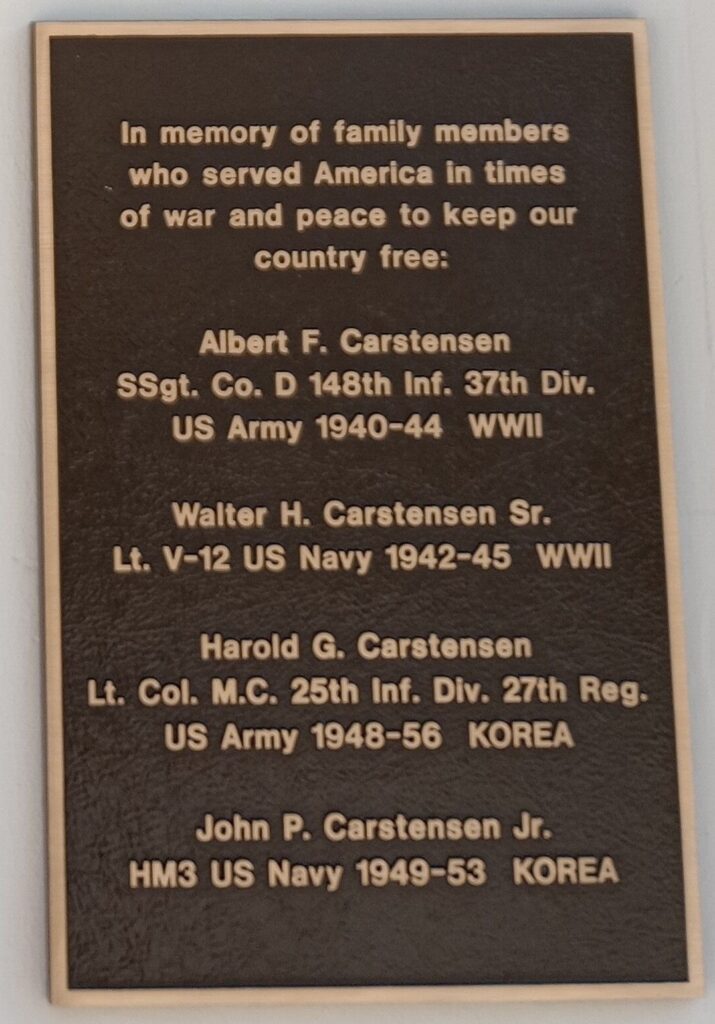 In memory of family members
who served America in times
of war and peace to keep our
country free:
Albert F. Carstensen
SSgt. Co. D 148th Inf. 37th Div.
US Army 1940-44 WWII
Walter H. Carstensen Sr.
Lt. V-12 US Navy 1942-45 WWII
Harold G. Carstensen
Lt. Col. M.C. 25th Inf. Div. 27th Reg.
US Army 1948-56 KOREA
John P. Carstensen Jr.
HM3 US Navy 1949-53 KOREA